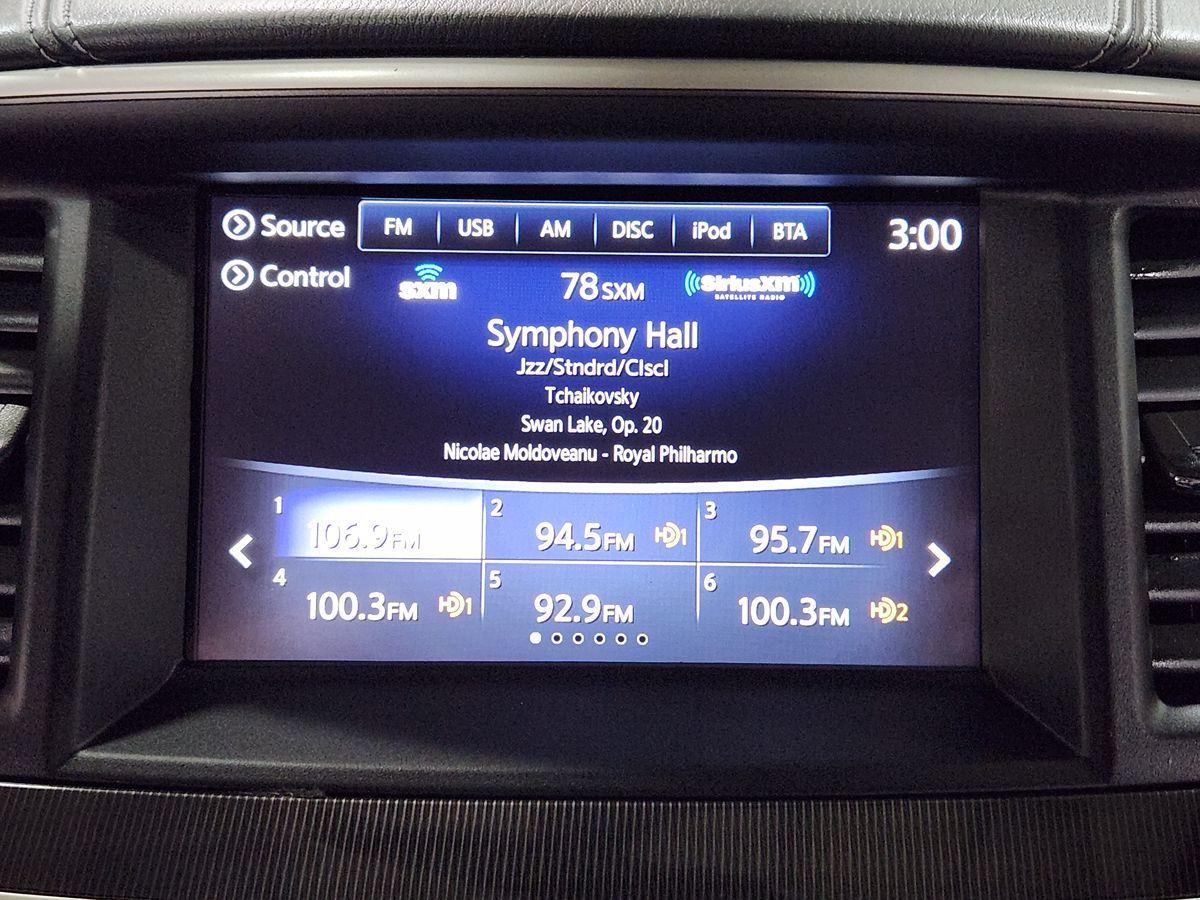 Source FM USB AM DISC iPod BTA 3:00
Control sxm 78 SXM SiriusXM
SATELLITE RADIO
Symphony Hall
Jzz/Stndrd/Clscl
Tchaikovsky
Swan Lake, Op. 20
Nicolae Moldoveanu - Royal Philharmo
1 106.9FM 2 94.5FM HD1 3 95.7FM HD1
4 100.3FM HD1 5 92.9FM 6 100.3FM HD2